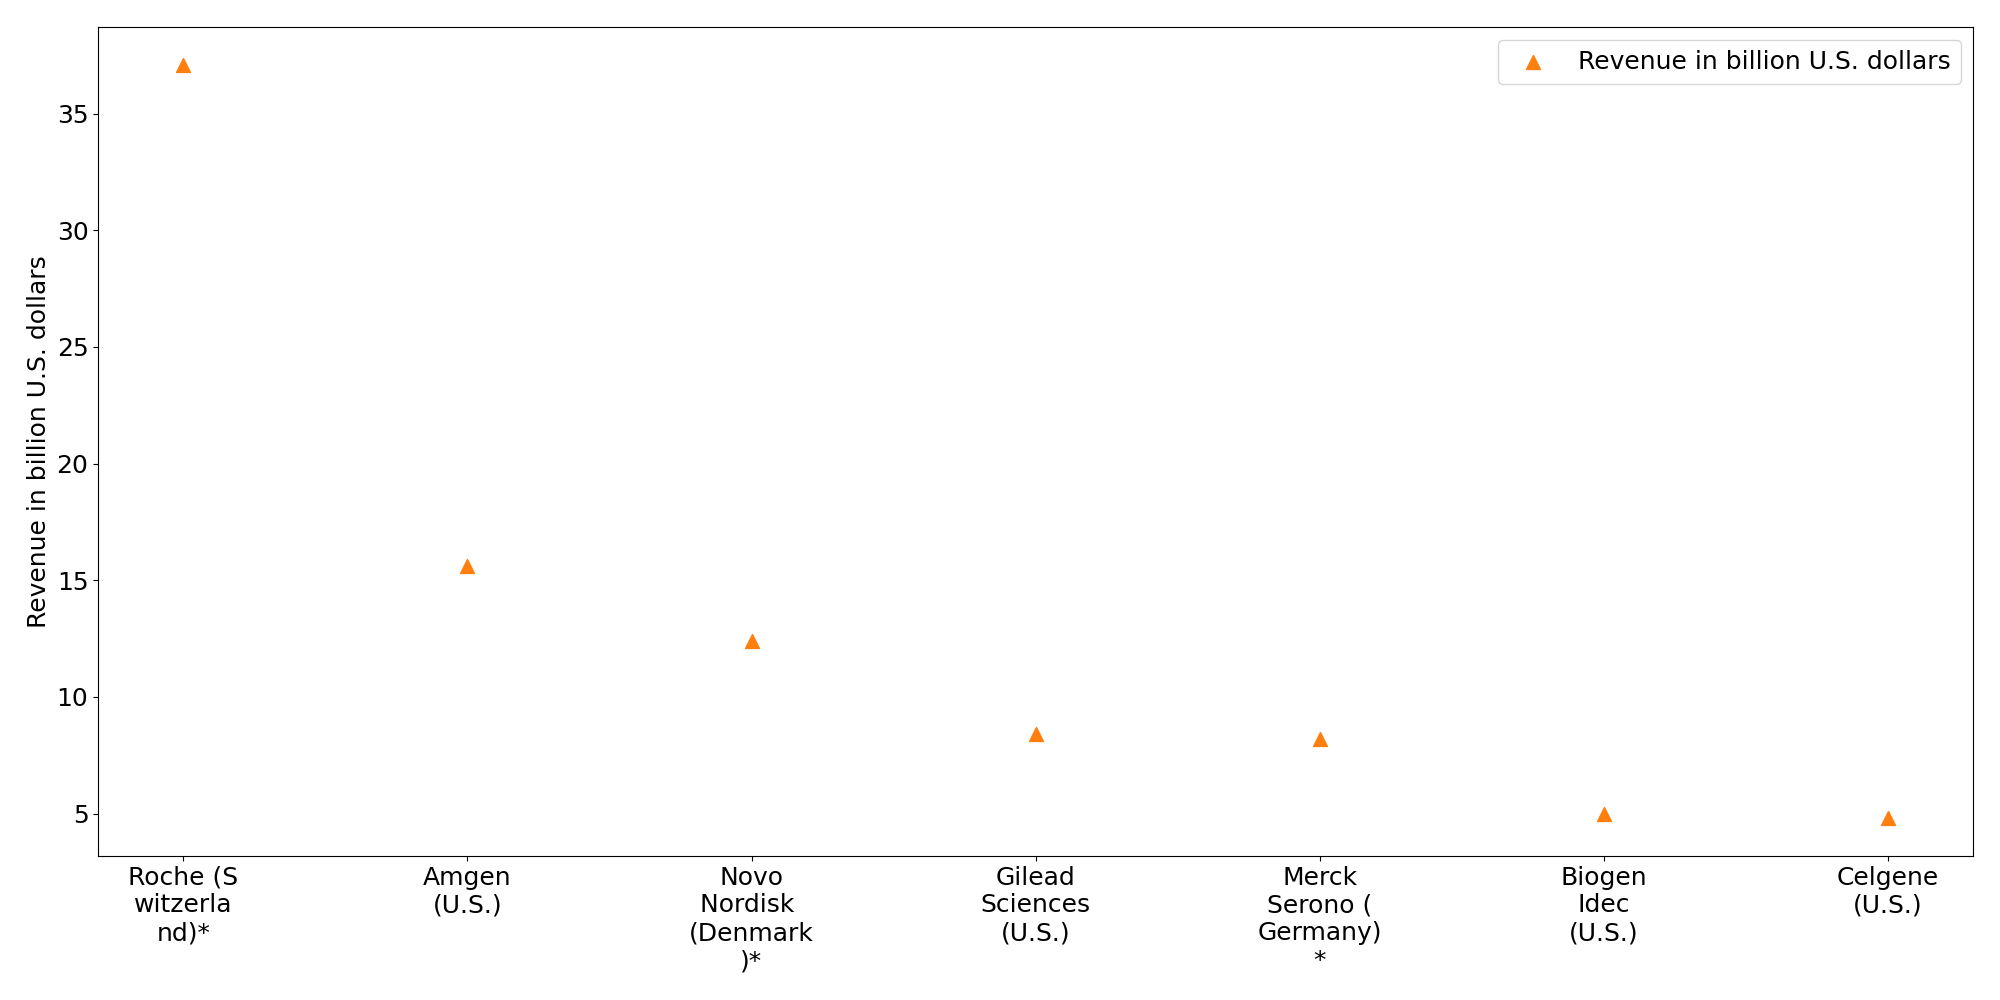 Revenue in billion U.S. dollars
Revenue in billion U.S. dollars
35
30
25
20
15
10
5
Roche (S
witzerla
nd)*
Amgen
(U.S.)
Novo
Nordisk
(Denmark
)*
Gilead
Sciences
(U.S.)
Merck
Serono (
Germany)
*
Biogen
Idec
(U.S.)
Celgene
(U.S.)